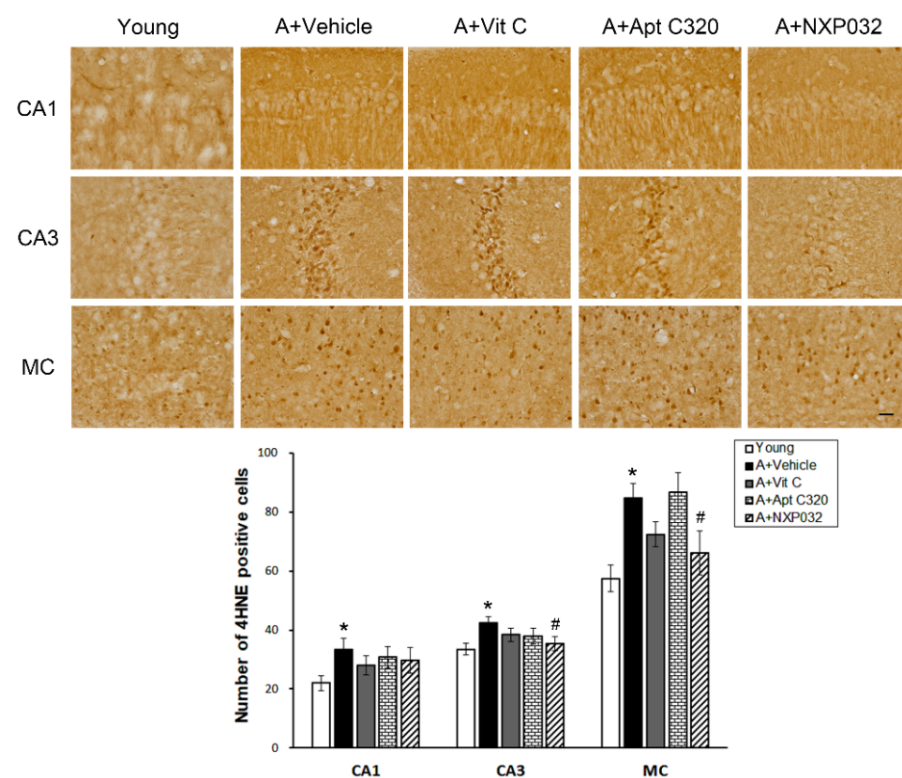 Young A+Vehicle A+Vit C A+Apt C320 A+NXP032
CA1
CA3
MC
Number of 4HNE positive cells
100
80
60
40
20
0
* * # * #
Young
A+Vehicle
A+Vit C
A+Apt C320
A+NXP032
CA1 CA3 MC